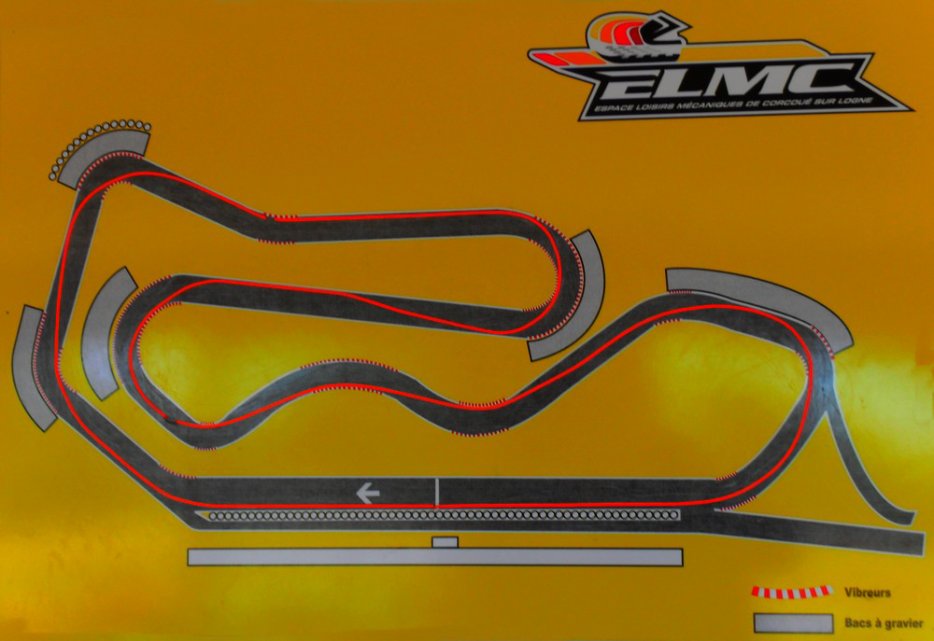 ELMC
ESPACE LOISIRS MÉCANIQUES DE CORCOUÉ SUR LOGNE
Vibreurs
Bacs à gravier